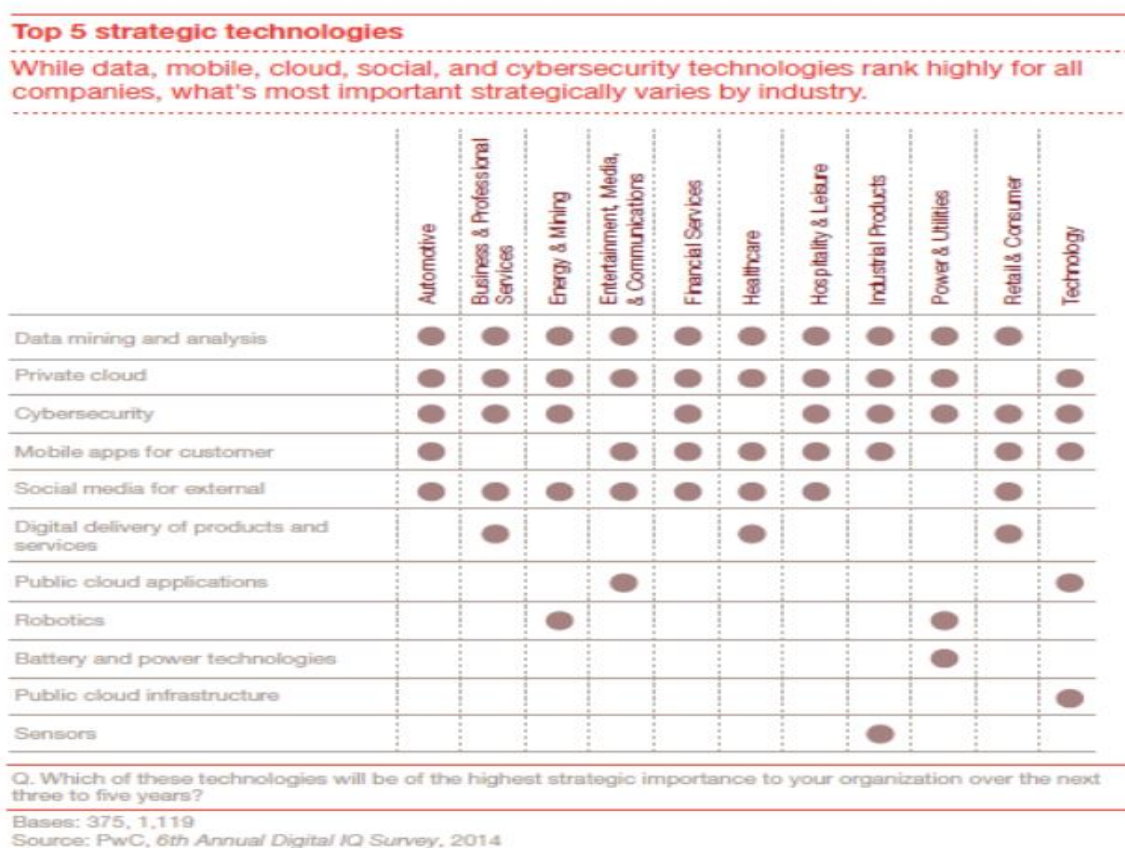 Top 5 strategic technologies
While data, mobile, cloud, social, and cybersecurity technologies rank highly for all
companies, what's most important strategically varies by industry.
Automotive
Business & Professional
Services
Energy & Mining
Entertainment, Media,
& Communications
Financial Services
Healthcare
Hospitality & Leisure
Industrial Products
Power & Utilities
Retail & Consumer
Technology
Data mining and analysis
Private cloud
Cybersecurity
Mobile apps for customer
Social media for external
Digital delivery of products and
services
Public cloud applications
Robotics
Battery and power technologies
Public cloud infrastructure
Sensors
Q. Which of these technologies will be of the highest strategic importance to your organization over the next
three to five years?
Bases: 375, 1,119
Source: PwC, 6th Annual Digital IQ Survey, 2014